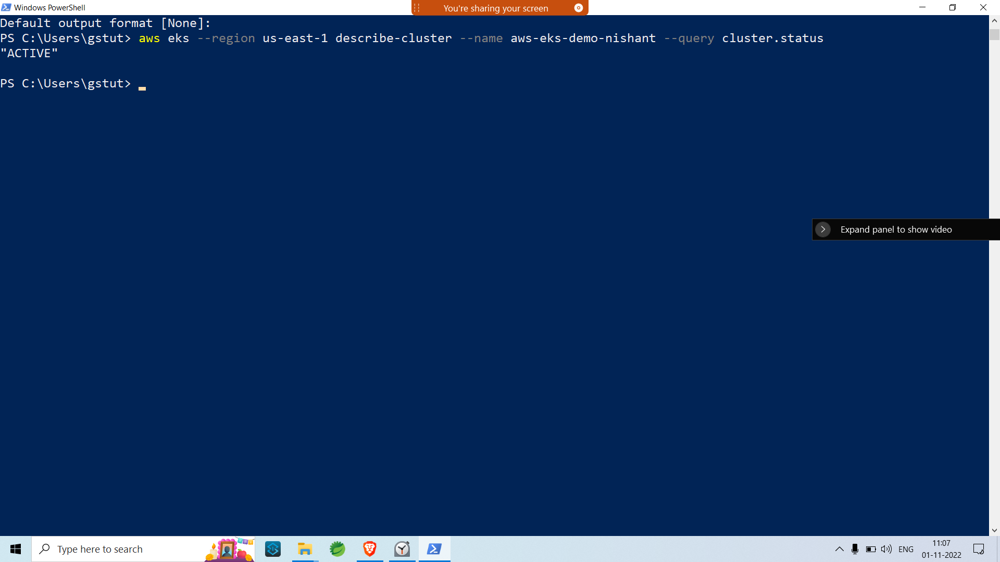 Windows PowerShell
You're sharing your screen
Default output format [None]:
PS C:\Users\gstut> aws eks --region us-east-1 describe-cluster --name aws-eks-demo-nishant --query cluster.status
"ACTIVE"
PS C:\Users\gstut>
Expand panel to show video
Type here to search
ENG
11:07
01-11-2022